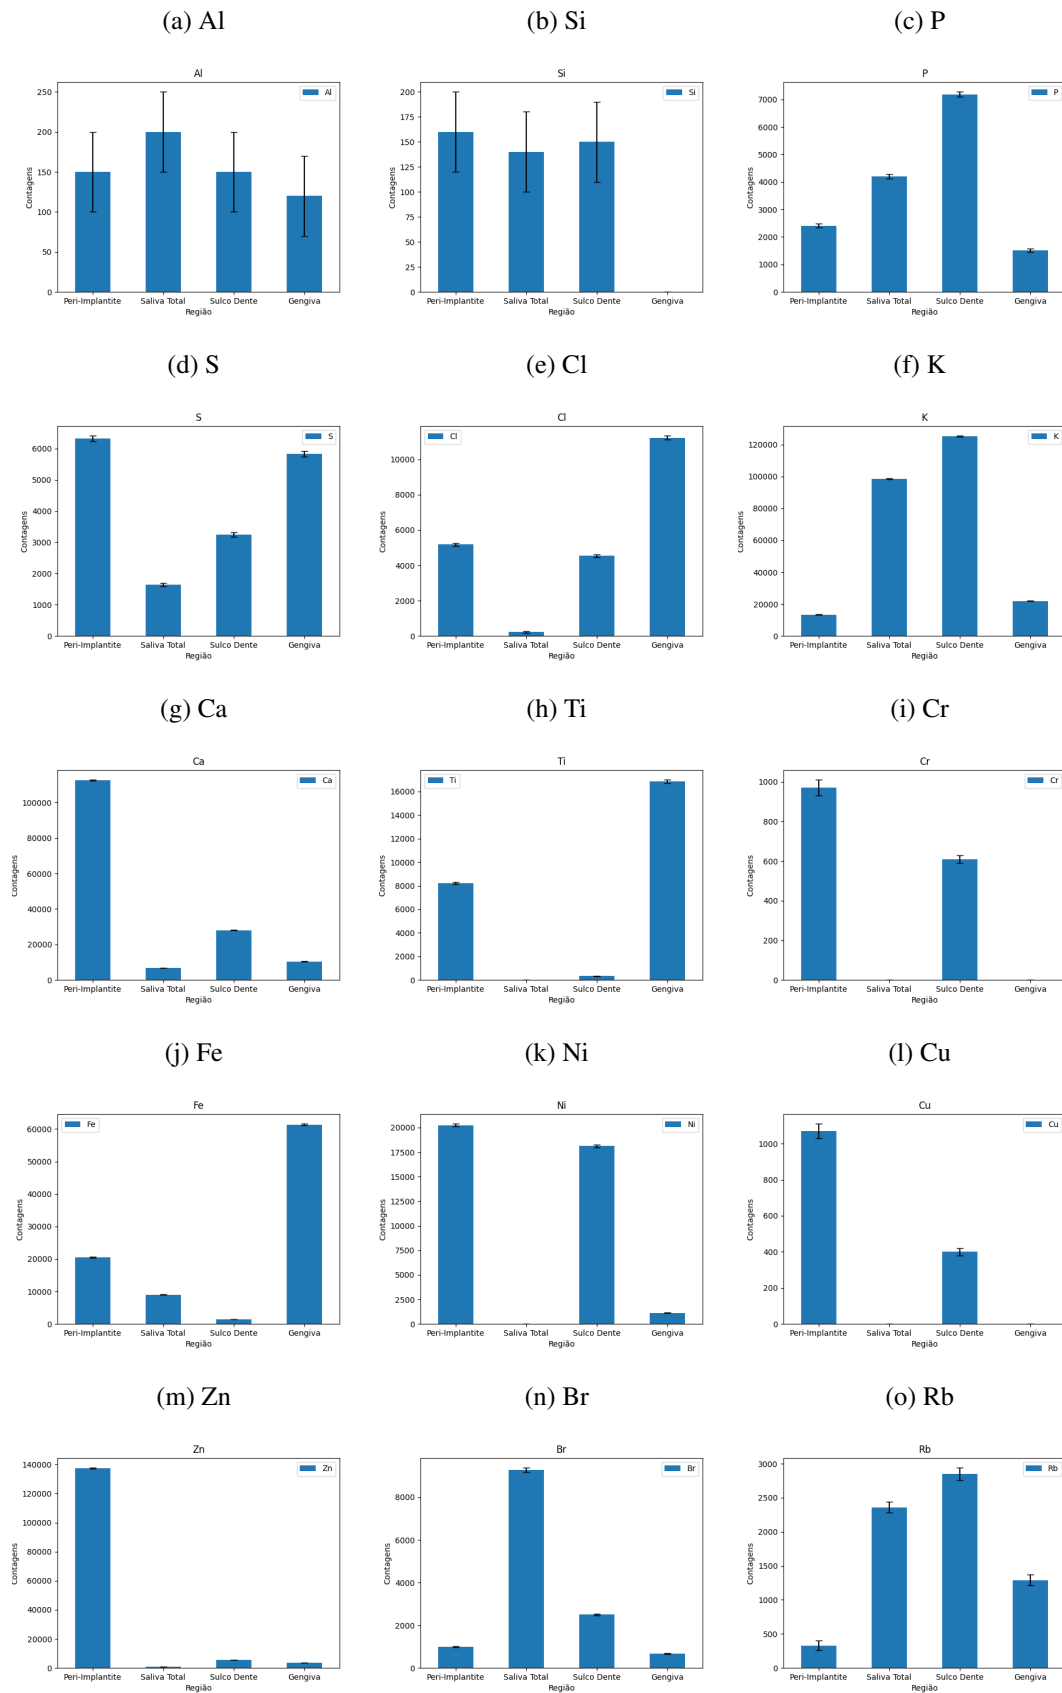 (a) Al
(b) Si
(c) P
Al
Al
Contagens
250
200
150
100
50
0
Peri-Implantite Saliva Total Sulco Dente Gengiva
Região
Si
Si
Contagens
200
175
150
125
100
75
50
25
0
Peri-Implantite Saliva Total Sulco Dente Gengiva
Região
P
P
Contagens
7000
6000
5000
4000
3000
2000
1000
0
Peri-Implantite Saliva Total Sulco Dente Gengiva
Região
(d) S
(e) Cl
(f) K
S
S
Contagens
6000
5000
4000
3000
2000
1000
0
Peri-Implantite Saliva Total Sulco Dente Gengiva
Região
Cl
Cl
Contagens
10000
8000
6000
4000
2000
0
Peri-Implantite Saliva Total Sulco Dente Gengiva
Região
K
K
Contagens
120000
100000
80000
60000
40000
20000
0
Peri-Implantite Saliva Total Sulco Dente Gengiva
Região
(g) Ca
(h) Ti
(i) Cr
Ca
Ca
Contagens
100000
80000
60000
40000
20000
0
Peri-Implantite Saliva Total Sulco Dente Gengiva
Região
Ti
Ti
Contagens
16000
14000
12000
10000
8000
6000
4000
2000
0
Peri-Implantite Saliva Total Sulco Dente Gengiva
Região
Cr
Cr
Contagens
1000
800
600
400
200
0
Peri-Implantite Saliva Total Sulco Dente Gengiva
Região
(j) Fe
(k) Ni
(l) Cu
Fe
Fe
Contagens
60000
50000
40000
30000
20000
10000
0
Peri-Implantite Saliva Total Sulco Dente Gengiva
Região
Ni
Ni
Contagens
20000
17500
15000
12500
10000
7500
5000
2500
0
Peri-Implantite Saliva Total Sulco Dente Gengiva
Região
Cu
Cu
Contagens
1000
800
600
400
200
0
Peri-Implantite Saliva Total Sulco Dente Gengiva
Região
(m) Zn
(n) Br
(o) Rb
Zn
Zn
Contagens
140000
120000
100000
80000
60000
40000
20000
0
Peri-Implantite Saliva Total Sulco Dente Gengiva
Região
Br
Br
Contagens
8000
6000
4000
2000
0
Peri-Implantite Saliva Total Sulco Dente Gengiva
Região
Rb
Rb
Contagens
3000
2500
2000
1500
1000
500
0
Peri-Implantite Saliva Total Sulco Dente Gengiva
Região